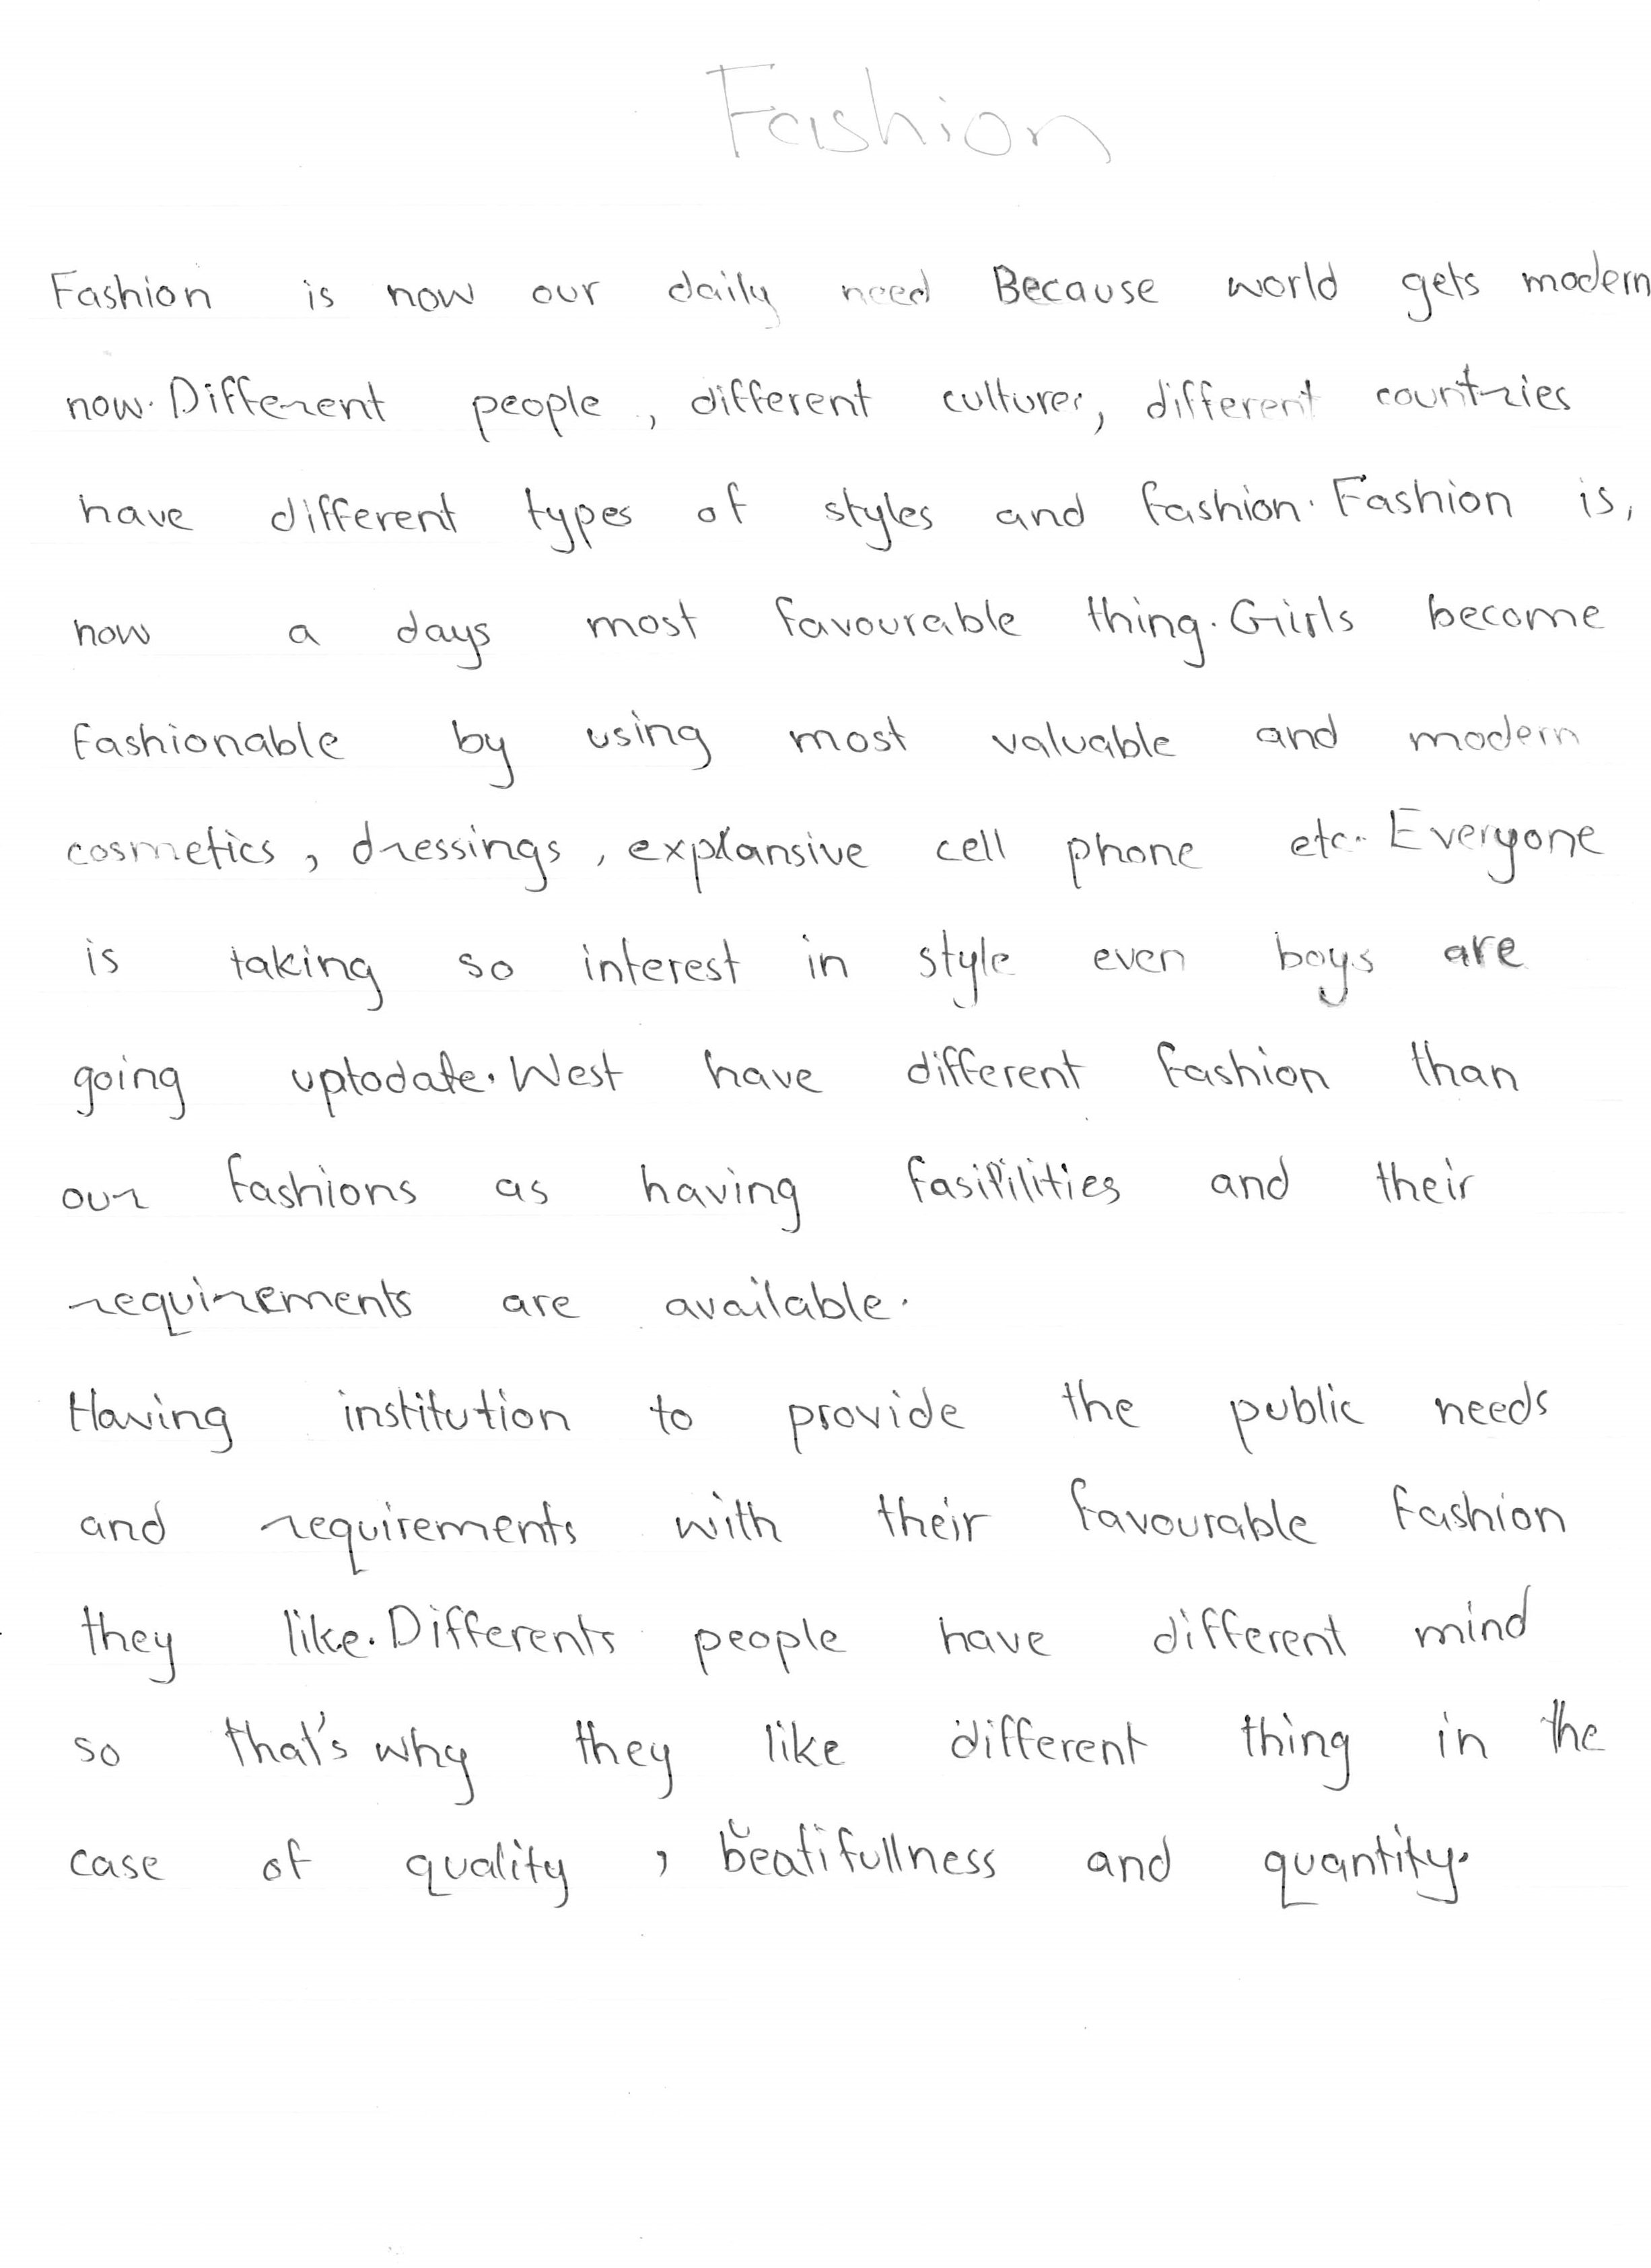 Fashion
Fashion is now our daily need Because world gets modern
now. Different people, different cultures, different countries
have different types of styles and fashion. Fashion is,
now a days most favourable thing. Girls become
fashionable by using most valuable and modern
cosmetics, dressings, explansive cell phone etc.. Everyone
is taking so interest in style even boys are
going uptodate. West have different fashion than
our fashions as having fasililities and their
requirements are available.
Having institution to provide the public needs
and requirements with their favourable fashion
they like. Differents people have different mind
so that's why they like different thing in the
case of quality, beatifullness and quantity.